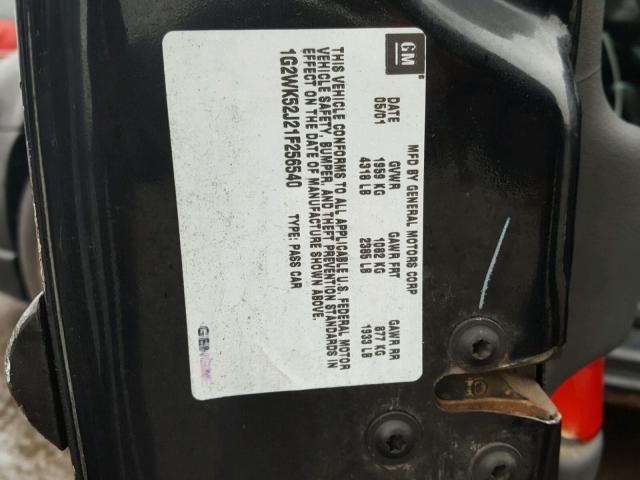 GM
MFD BY GENERAL MOTORS CORP
DATE GVWR GAWR FRT GAWR RR
05/01 1959 KG 1082 KG 877 KG
4318 LB 2385 LB 1933 LB
THIS VEHICLE CONFORMS TO ALL APPLICABLE U.S. FEDERAL MOTOR
VEHICLE SAFETY, BUMPER, AND THEFT PREVENTION STANDARDS IN
EFFECT ON THE DATE OF MANUFACTURE SHOWN ABOVE.
1G2WK52J21F256540 TYPE: PASS CAR